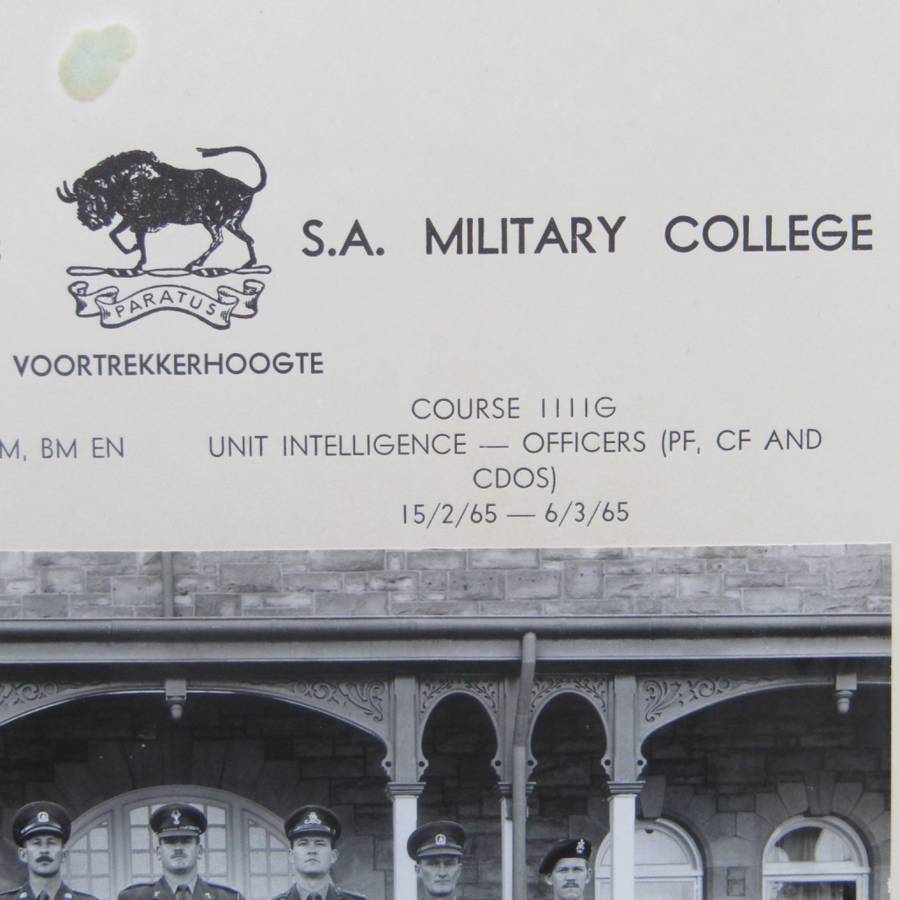 S.A. MILITARY COLLEGE
PARATUS
VOORTREKKERHOOGTE
COURSE IIIIG
M, BM EN
UNIT INTELLIGENCE — OFFICERS (PF, CF AND
CDOS)
15/2/65 — 6/3/65